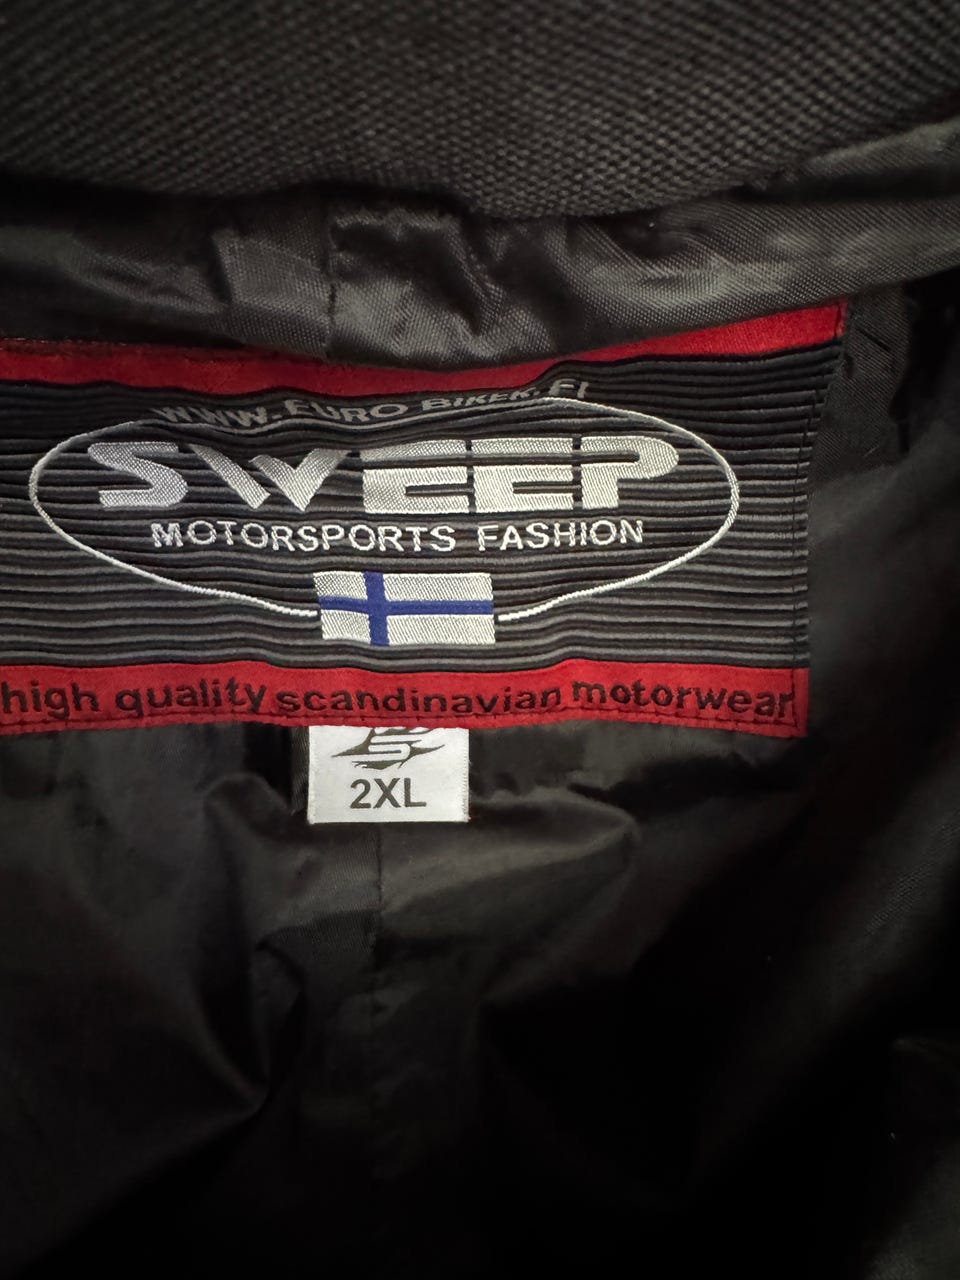 WWW.EURO BIKER.FI
SWEEP
MOTORSPORTS FASHION
high quality scandinavian motorwear
2XL